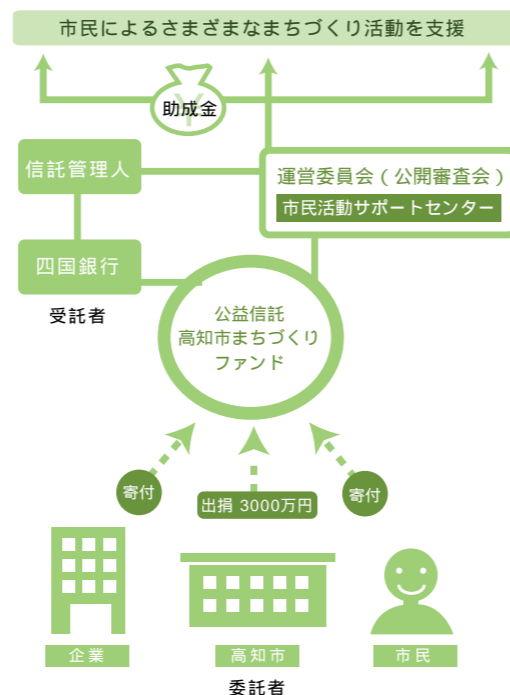 市民によるさまざまなまちづくり活動を支援
助成金
信託管理人
運営委員会(公開審査会)
市民活動サポートセンター
四国銀行
受託者
公益信託
高知市まちづくり
ファンド
寄付
出捐 3000万円
寄付
企業
高知市
市民
委託者